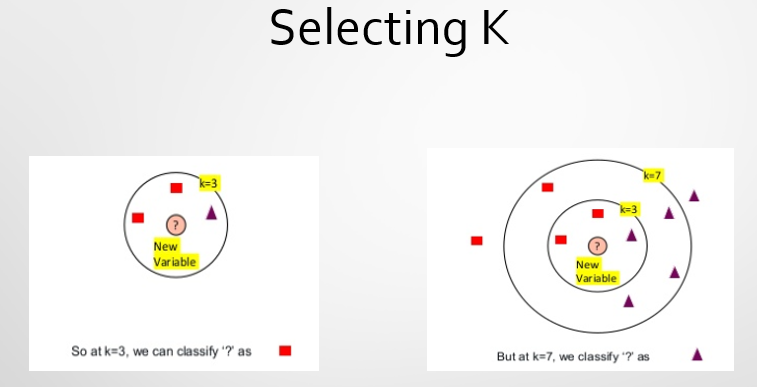 Selecting K
k=3
?
New
Variable
So at k=3, we can classify ‘?’ as
k=7
k=3
?
New
Variable
But at k=7, we classify ‘?’ as